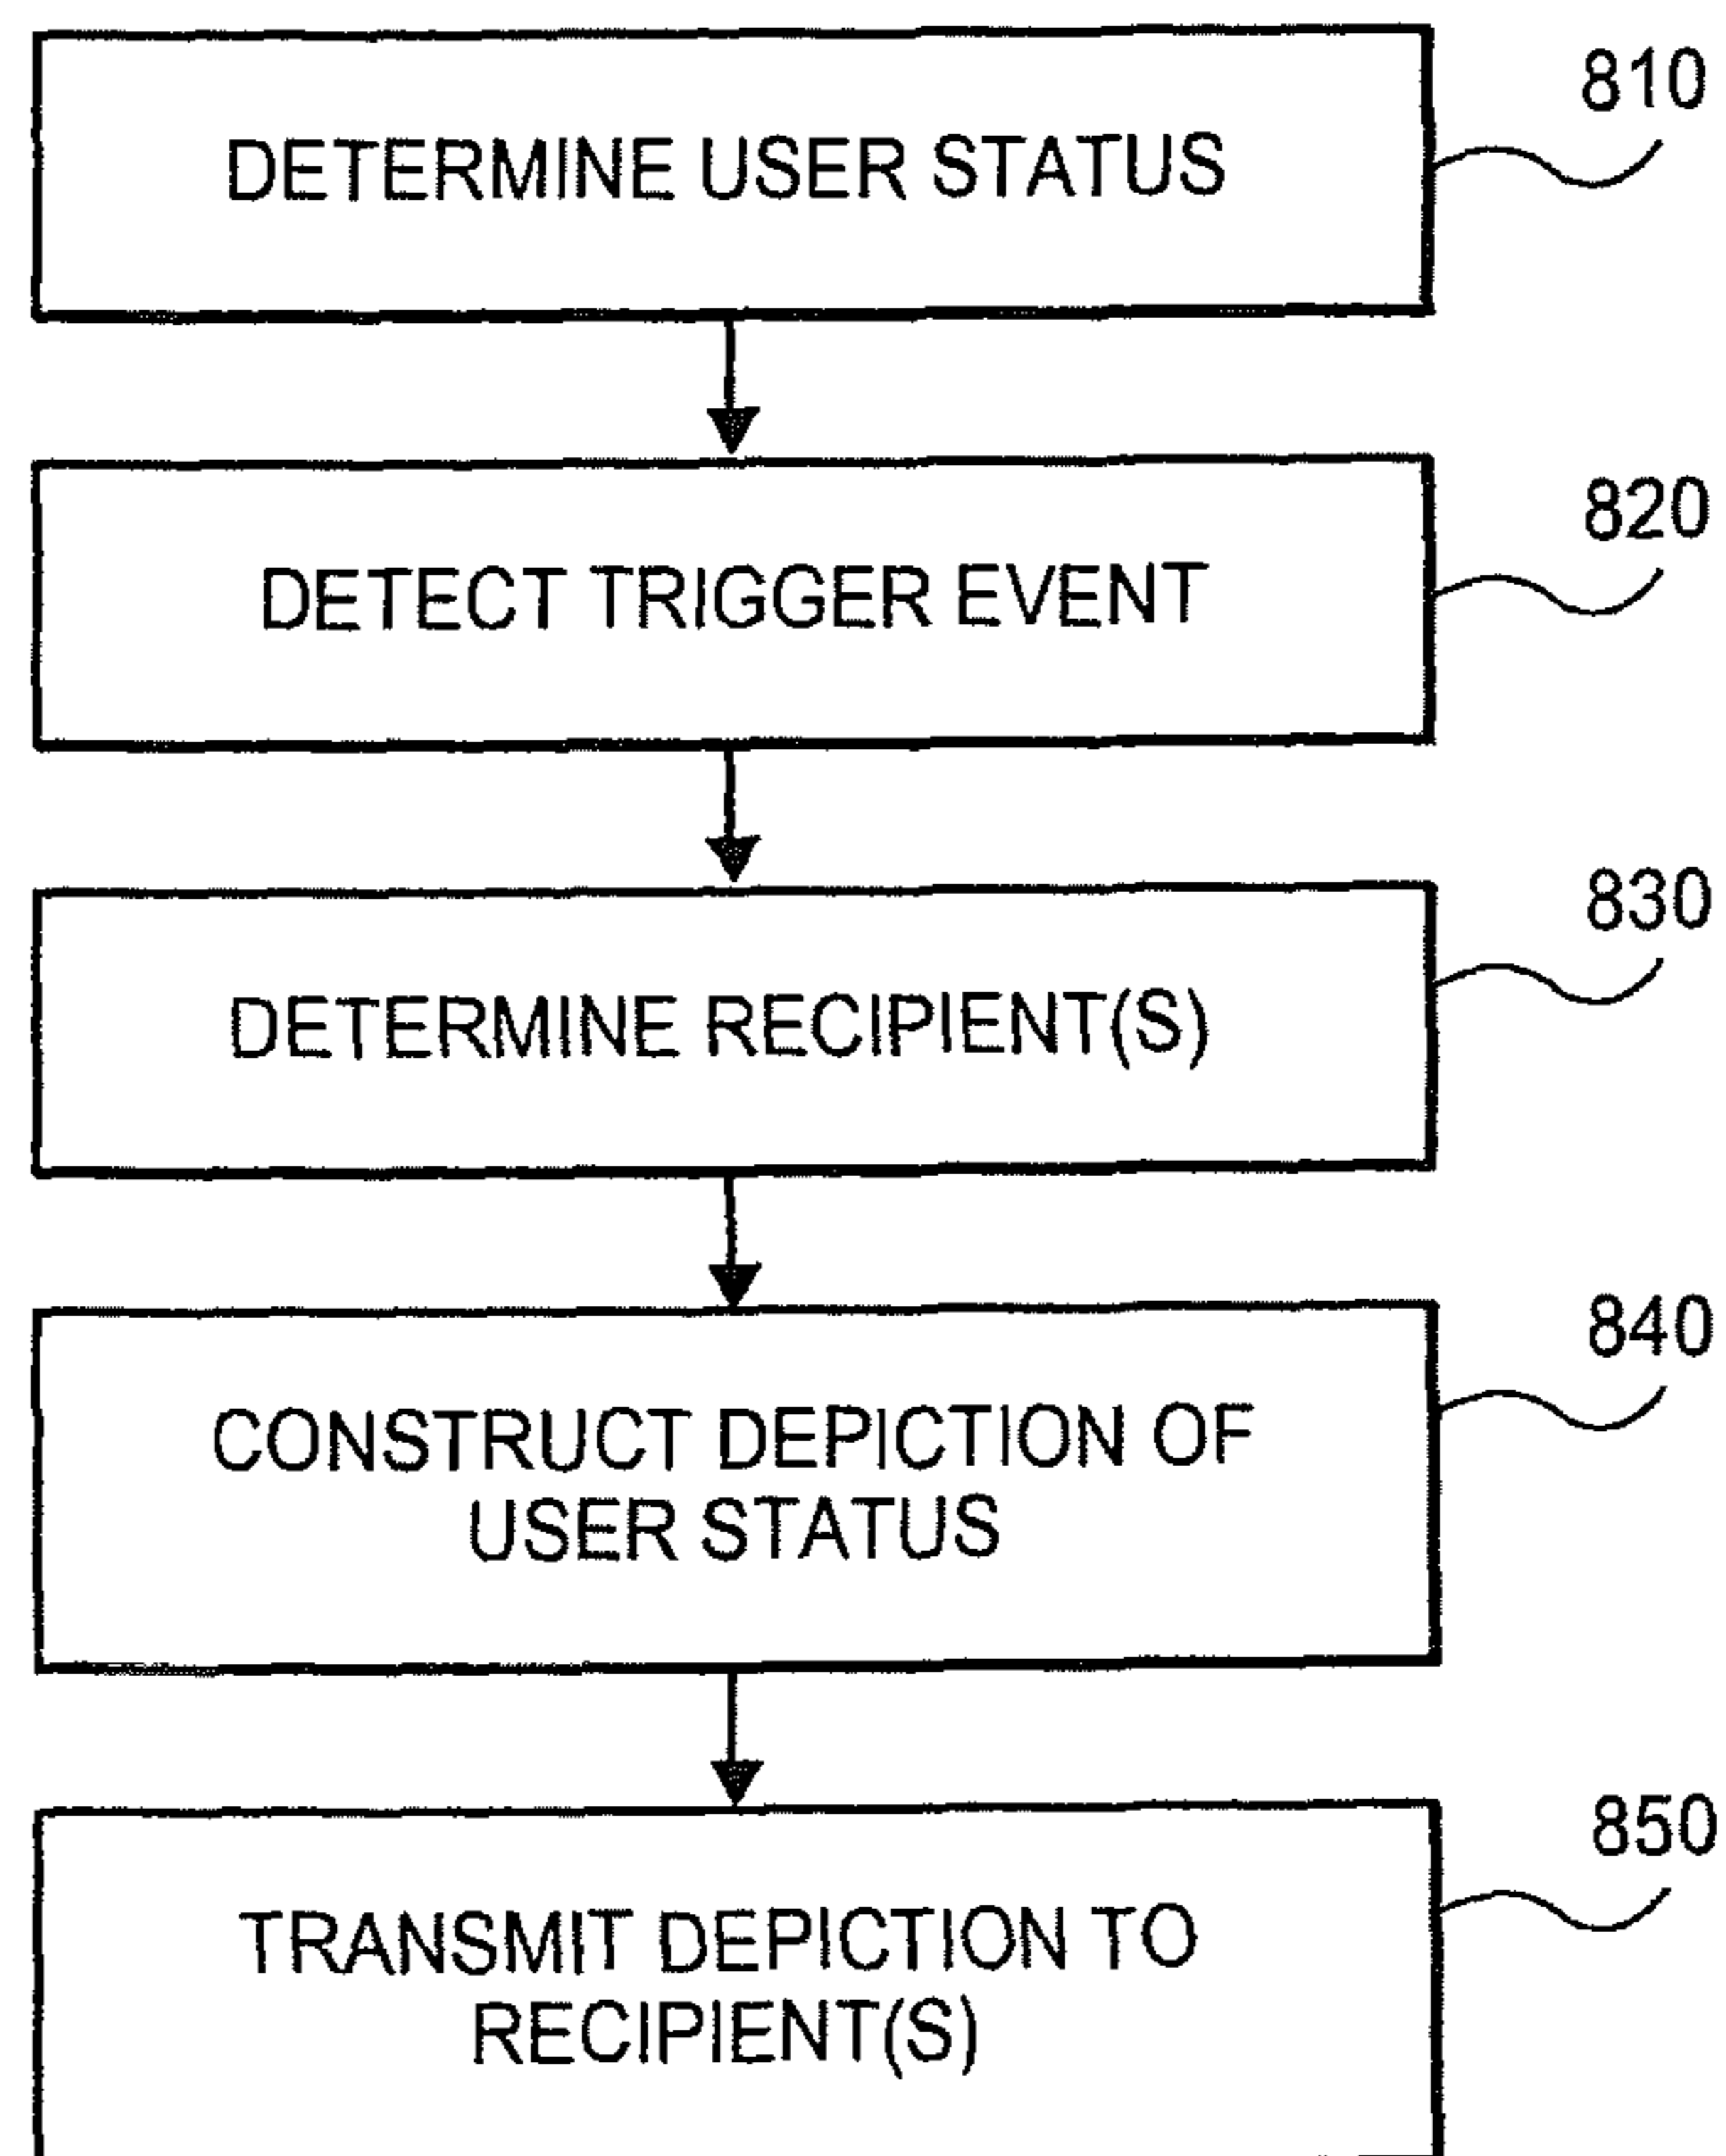 810
DETERMINE USER STATUS
820
DETECT TRIGGER EVENT
830
DETERMINE RECIPIENT(S)
840
CONSTRUCT DEPICTION OF
USER STATUS
850
TRANSMIT DEPICTION TO
RECIPIENT(S)